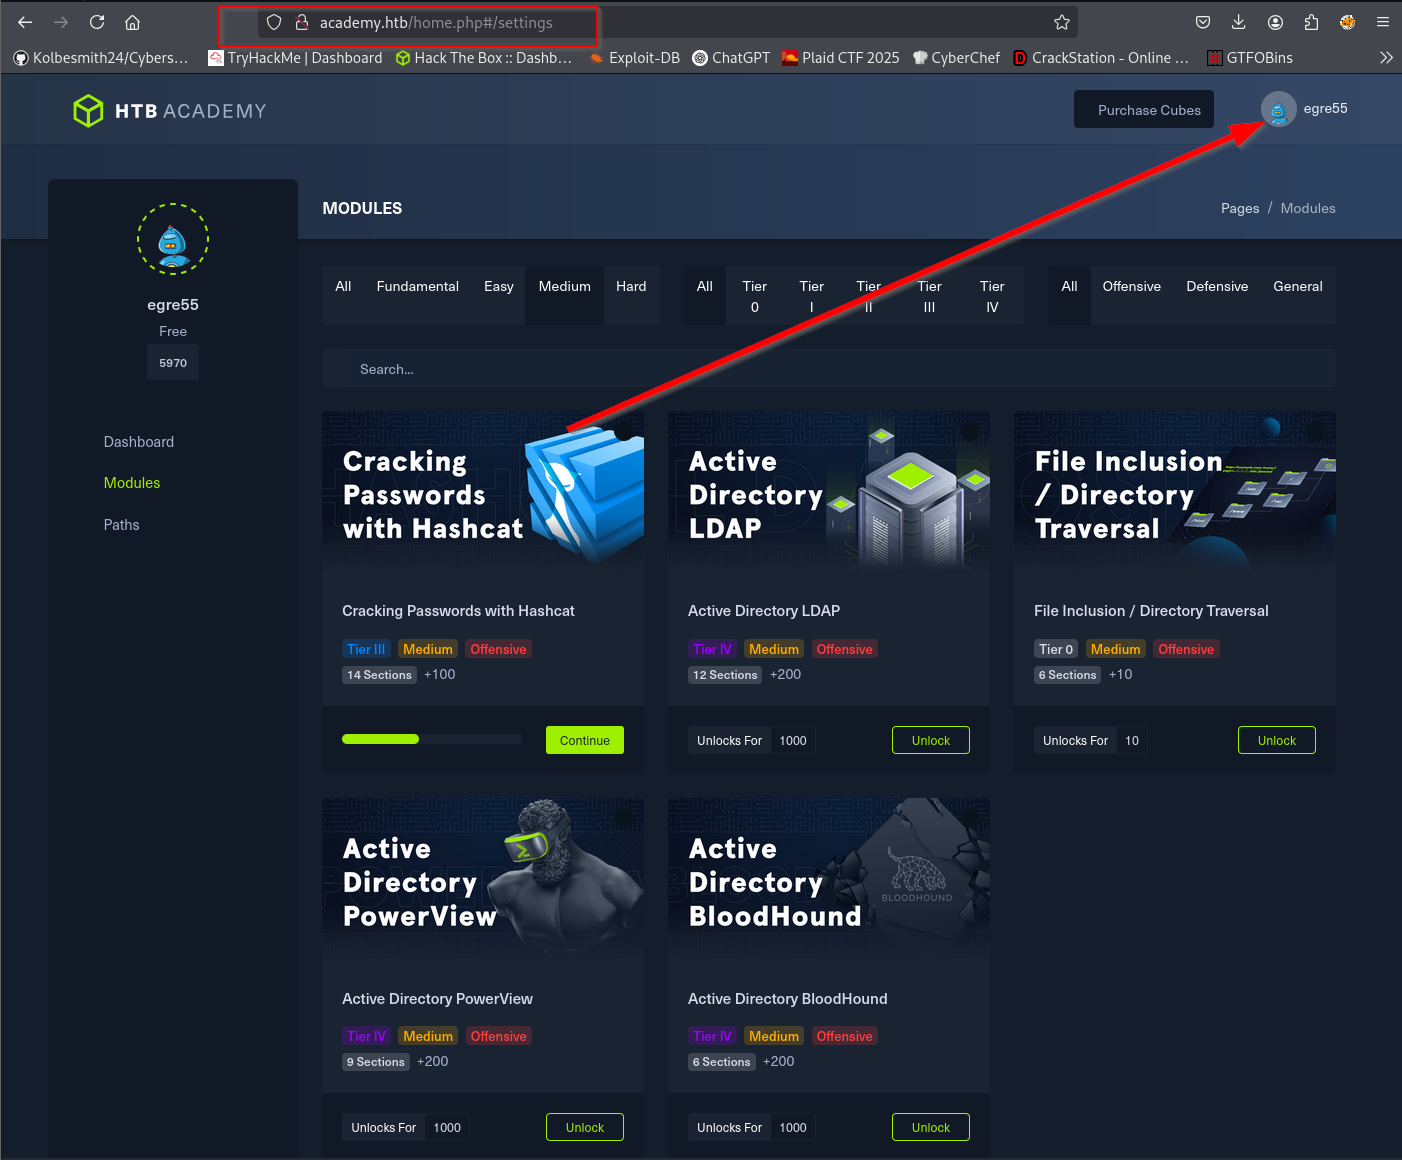 academy.htb/home.php#/settings
Kolbesmith24/Cybers... TryHackMe | Dashboard Hack The Box :: Dashb... Exploit-DB ChatGPT Plaid CTF 2025 CyberChef CrackStation - Online ... GTFOBins
HTB ACADEMY
Purchase Cubes
egre55
MODULES
Pages / Modules
egre55
Free
5970
Dashboard
Modules
Paths
All Fundamental Easy Medium Hard
All Tier 0 Tier I Tier II Tier III Tier IV
All Offensive Defensive General
Search...
Cracking
Passwords
with Hashcat
Cracking Passwords with Hashcat
Tier III Medium Offensive
14 Sections +100
Continue
Active
Directory
LDAP
Active Directory LDAP
Tier IV Medium Offensive
12 Sections +200
Unlocks For 1000 Unlock
File Inclusion
/ Directory
Traversal
File Inclusion / Directory Traversal
Tier 0 Medium Offensive
6 Sections +10
Unlocks For 10 Unlock
Active
Directory
PowerView
Active Directory PowerView
Tier IV Medium Offensive
9 Sections +200
Unlocks For 1000 Unlock
Active
Directory
BloodHound
BLOODHOUND
Active Directory BloodHound
Tier IV Medium Offensive
6 Sections +200
Unlocks For 1000 Unlock